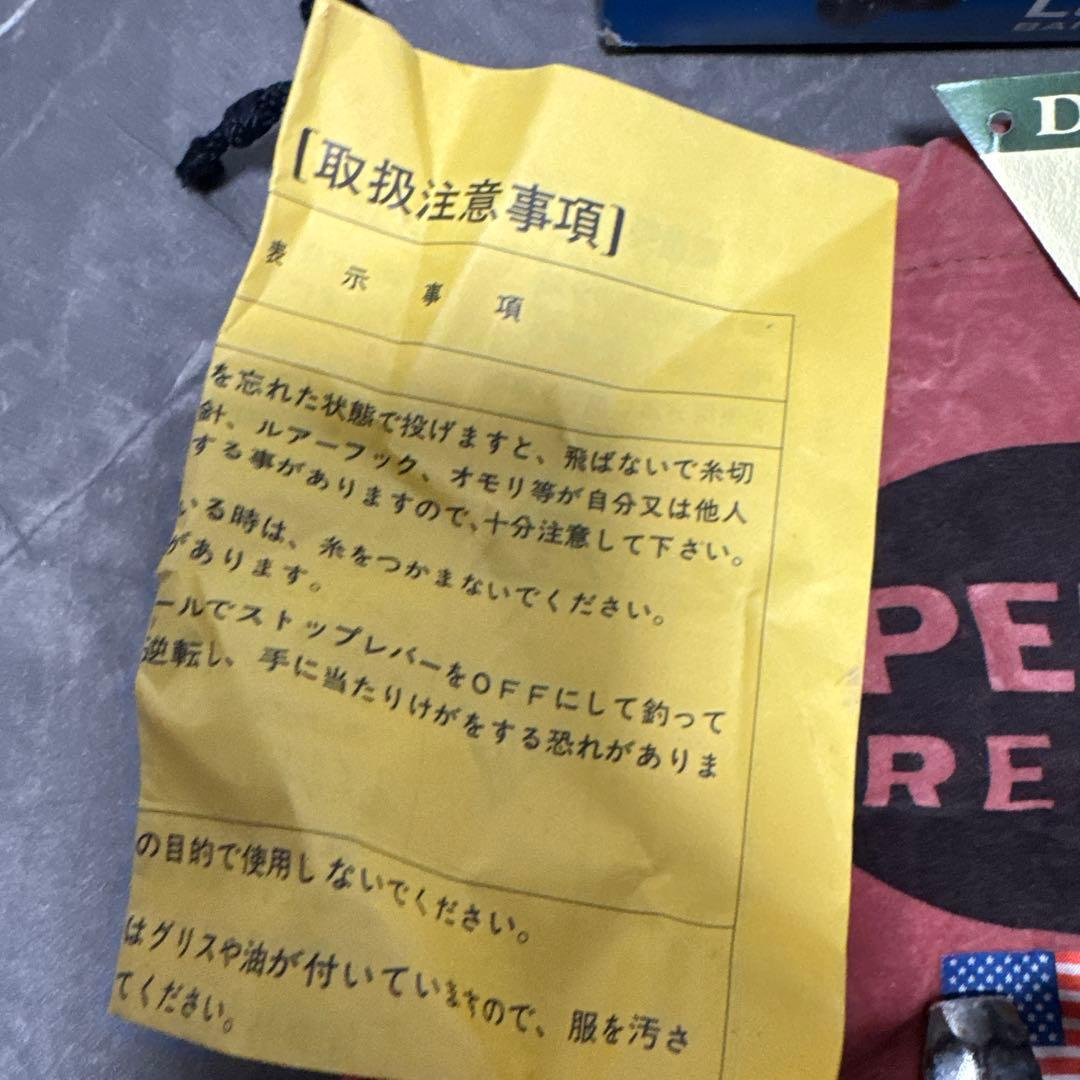 D
[取扱注意事項]
表示事項
を忘れた状態で投げますと、飛ばないで糸切
針、ルアーフック、オモリ等が自分又は他人
する事がありますので、十分注意して下さい。
いる時は、糸をつかまないでください。
があります。
ールでストップレバーをOFFにして釣って
逆転し、手に当たりけがをする恐れがありま
の目的で使用しないでください。
はグリスや油が付いていますので、服を汚さ
てください。
PE
RE